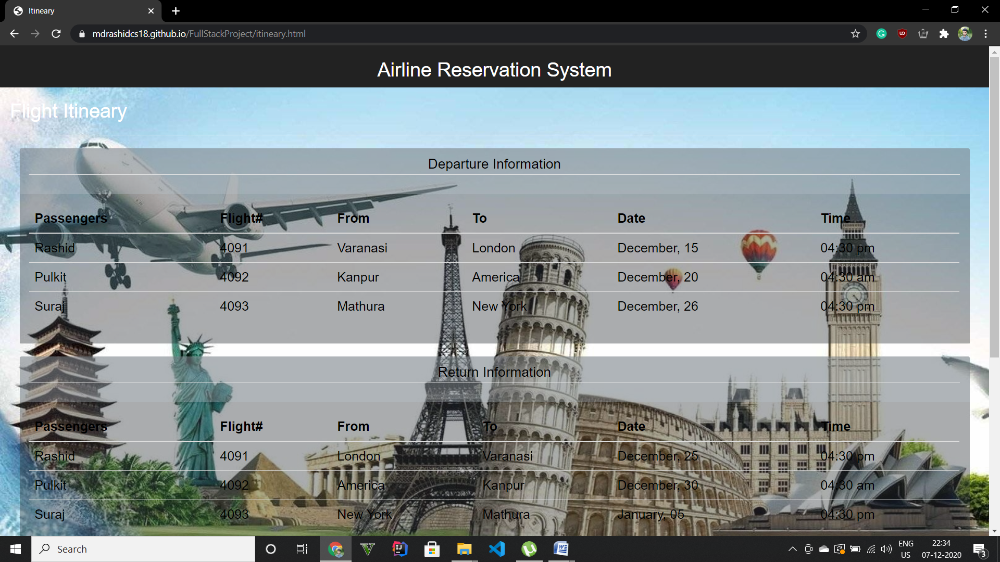 Itineary
mdrashidcs18.github.io/FullStackProject/itineary.html
Airline Reservation System
Flight Itineary
Departure Information
Passengers Flight# From To Date Time
Rashid 4091 Varanasi London December, 15 04:30 pm
Pulkit 4092 Kanpur America December, 20 04:30 am
Suraj 4093 Mathura New York December, 26 04:30 pm
Return Information
Passengers Flight# From To Date Time
Rashid 4091 London Varanasi December, 25 04:30 pm
Pulkit 4092 America Kanpur December, 30 04:30 am
Suraj 4093 New York Mathura January, 05 04:30 pm
Search
ENG
US
22:34
07-12-2020
3